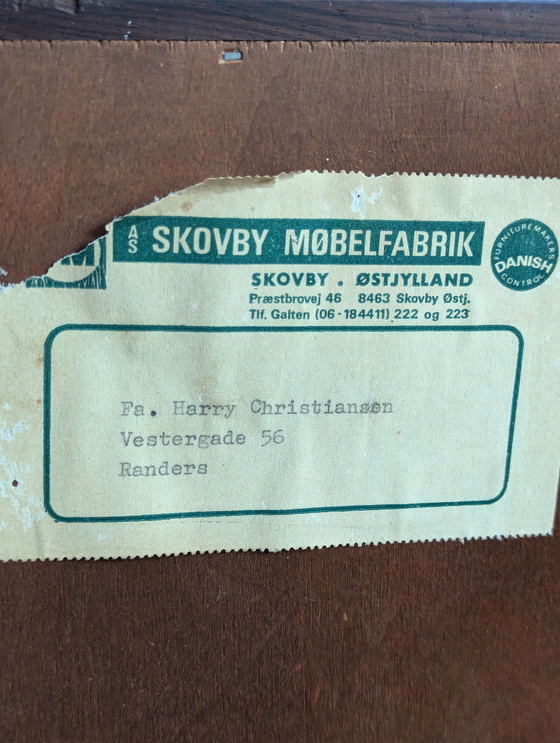 M
A
S SKOVBY MØBELFABRIK
FURNITUREMAKERS
DANISH
CONTROL
SKOVBY . ØSTJYLLAND
Præstbrovej 46 8463 Skovby Østj.
Tlf. Galten (06-184411) 222 og 223
Fa. Harry Christiansen
Vestergade 56
Randers